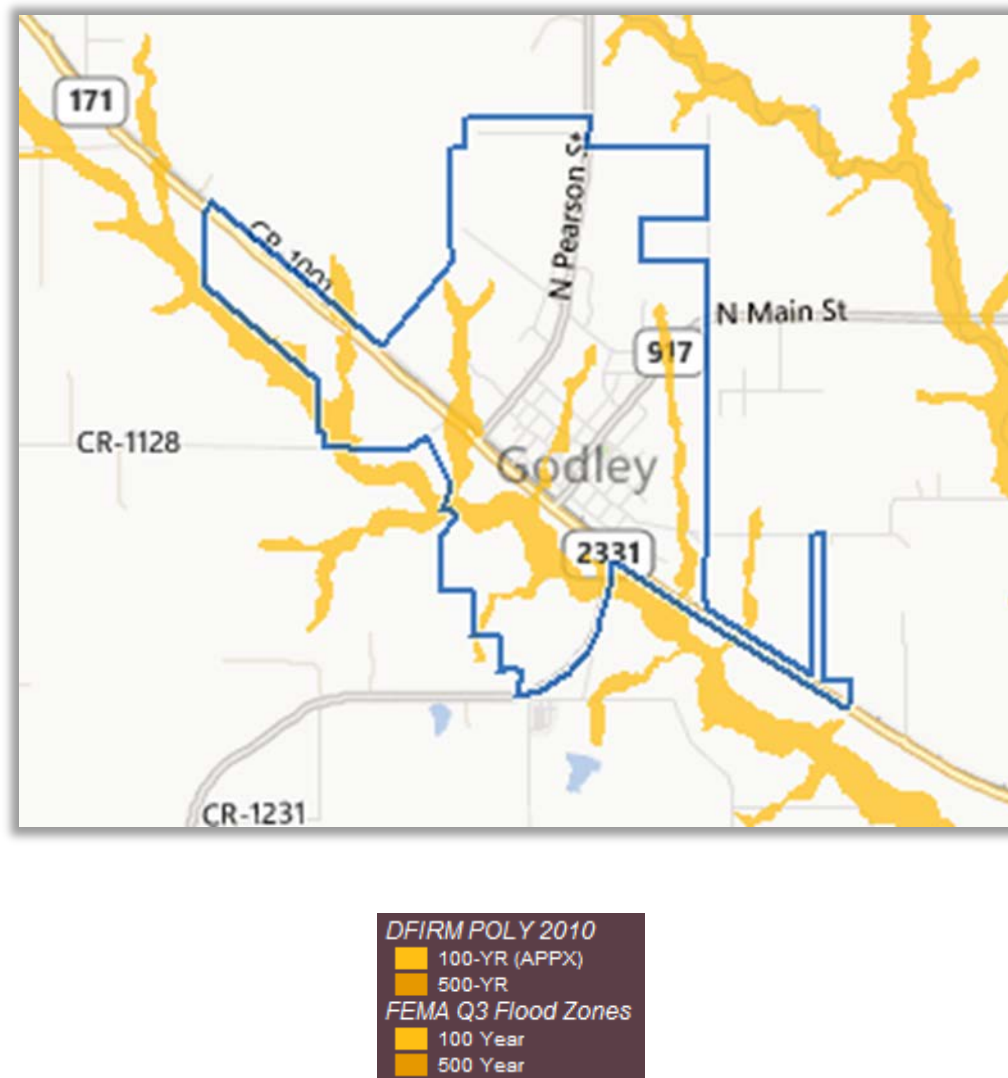 171
CR 1001
N Pearson St
N Main St
917
CR-1128
Godley
2331
CR-1231
DFIRM POLY 2010
100-YR (APPX)
500-YR
FEMA Q3 Flood Zones
100 Year
500 Year